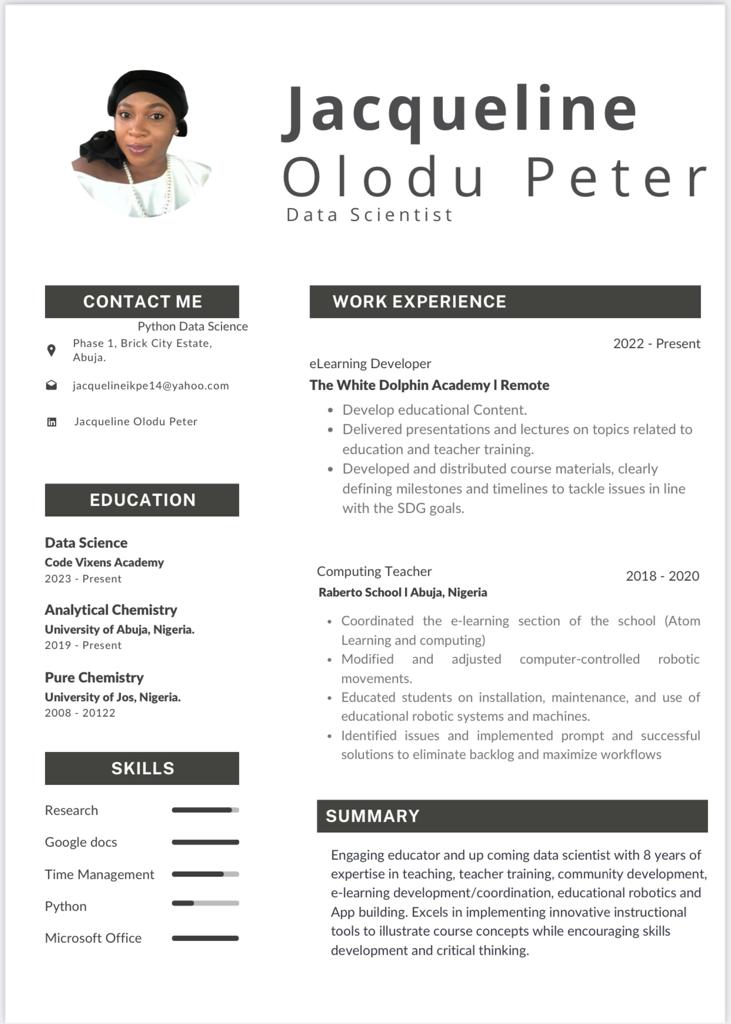 Jacqueline
Olodu Peter
Data Scientist
CONTACT ME
Python Data Science
Phase 1, Brick City Estate,
Abuja.
jacquelineikpe14@yahoo.com
Jacqueline Olodu Peter
EDUCATION
Data Science
Code Vixens Academy
2023 - Present
Analytical Chemistry
University of Abuja, Nigeria.
2019 - Present
Pure Chemistry
University of Jos, Nigeria.
2008 - 20122
SKILLS
Research
Google docs
Time Management
Python
Microsoft Office
WORK EXPERIENCE
2022 - Present
eLearning Developer
The White Dolphin Academy l Remote
• Develop educational Content.
• Delivered presentations and lectures on topics related to
education and teacher training.
• Developed and distributed course materials, clearly
defining milestones and timelines to tackle issues in line
with the SDG goals.
Computing Teacher
2018 - 2020
Raberto School l Abuja, Nigeria
• Coordinated the e-learning section of the school (Atom
Learning and computing)
• Modified and adjusted computer-controlled robotic
movements.
• Educated students on installation, maintenance, and use of
educational robotic systems and machines.
• Identified issues and implemented prompt and successful
solutions to eliminate backlog and maximize workflows
SUMMARY
Engaging educator and up coming data scientist with 8 years of
expertise in teaching, teacher training, community development,
e-learning development/coordination, educational robotics and
App building. Excels in implementing innovative instructional
tools to illustrate course concepts while encouraging skills
development and critical thinking.